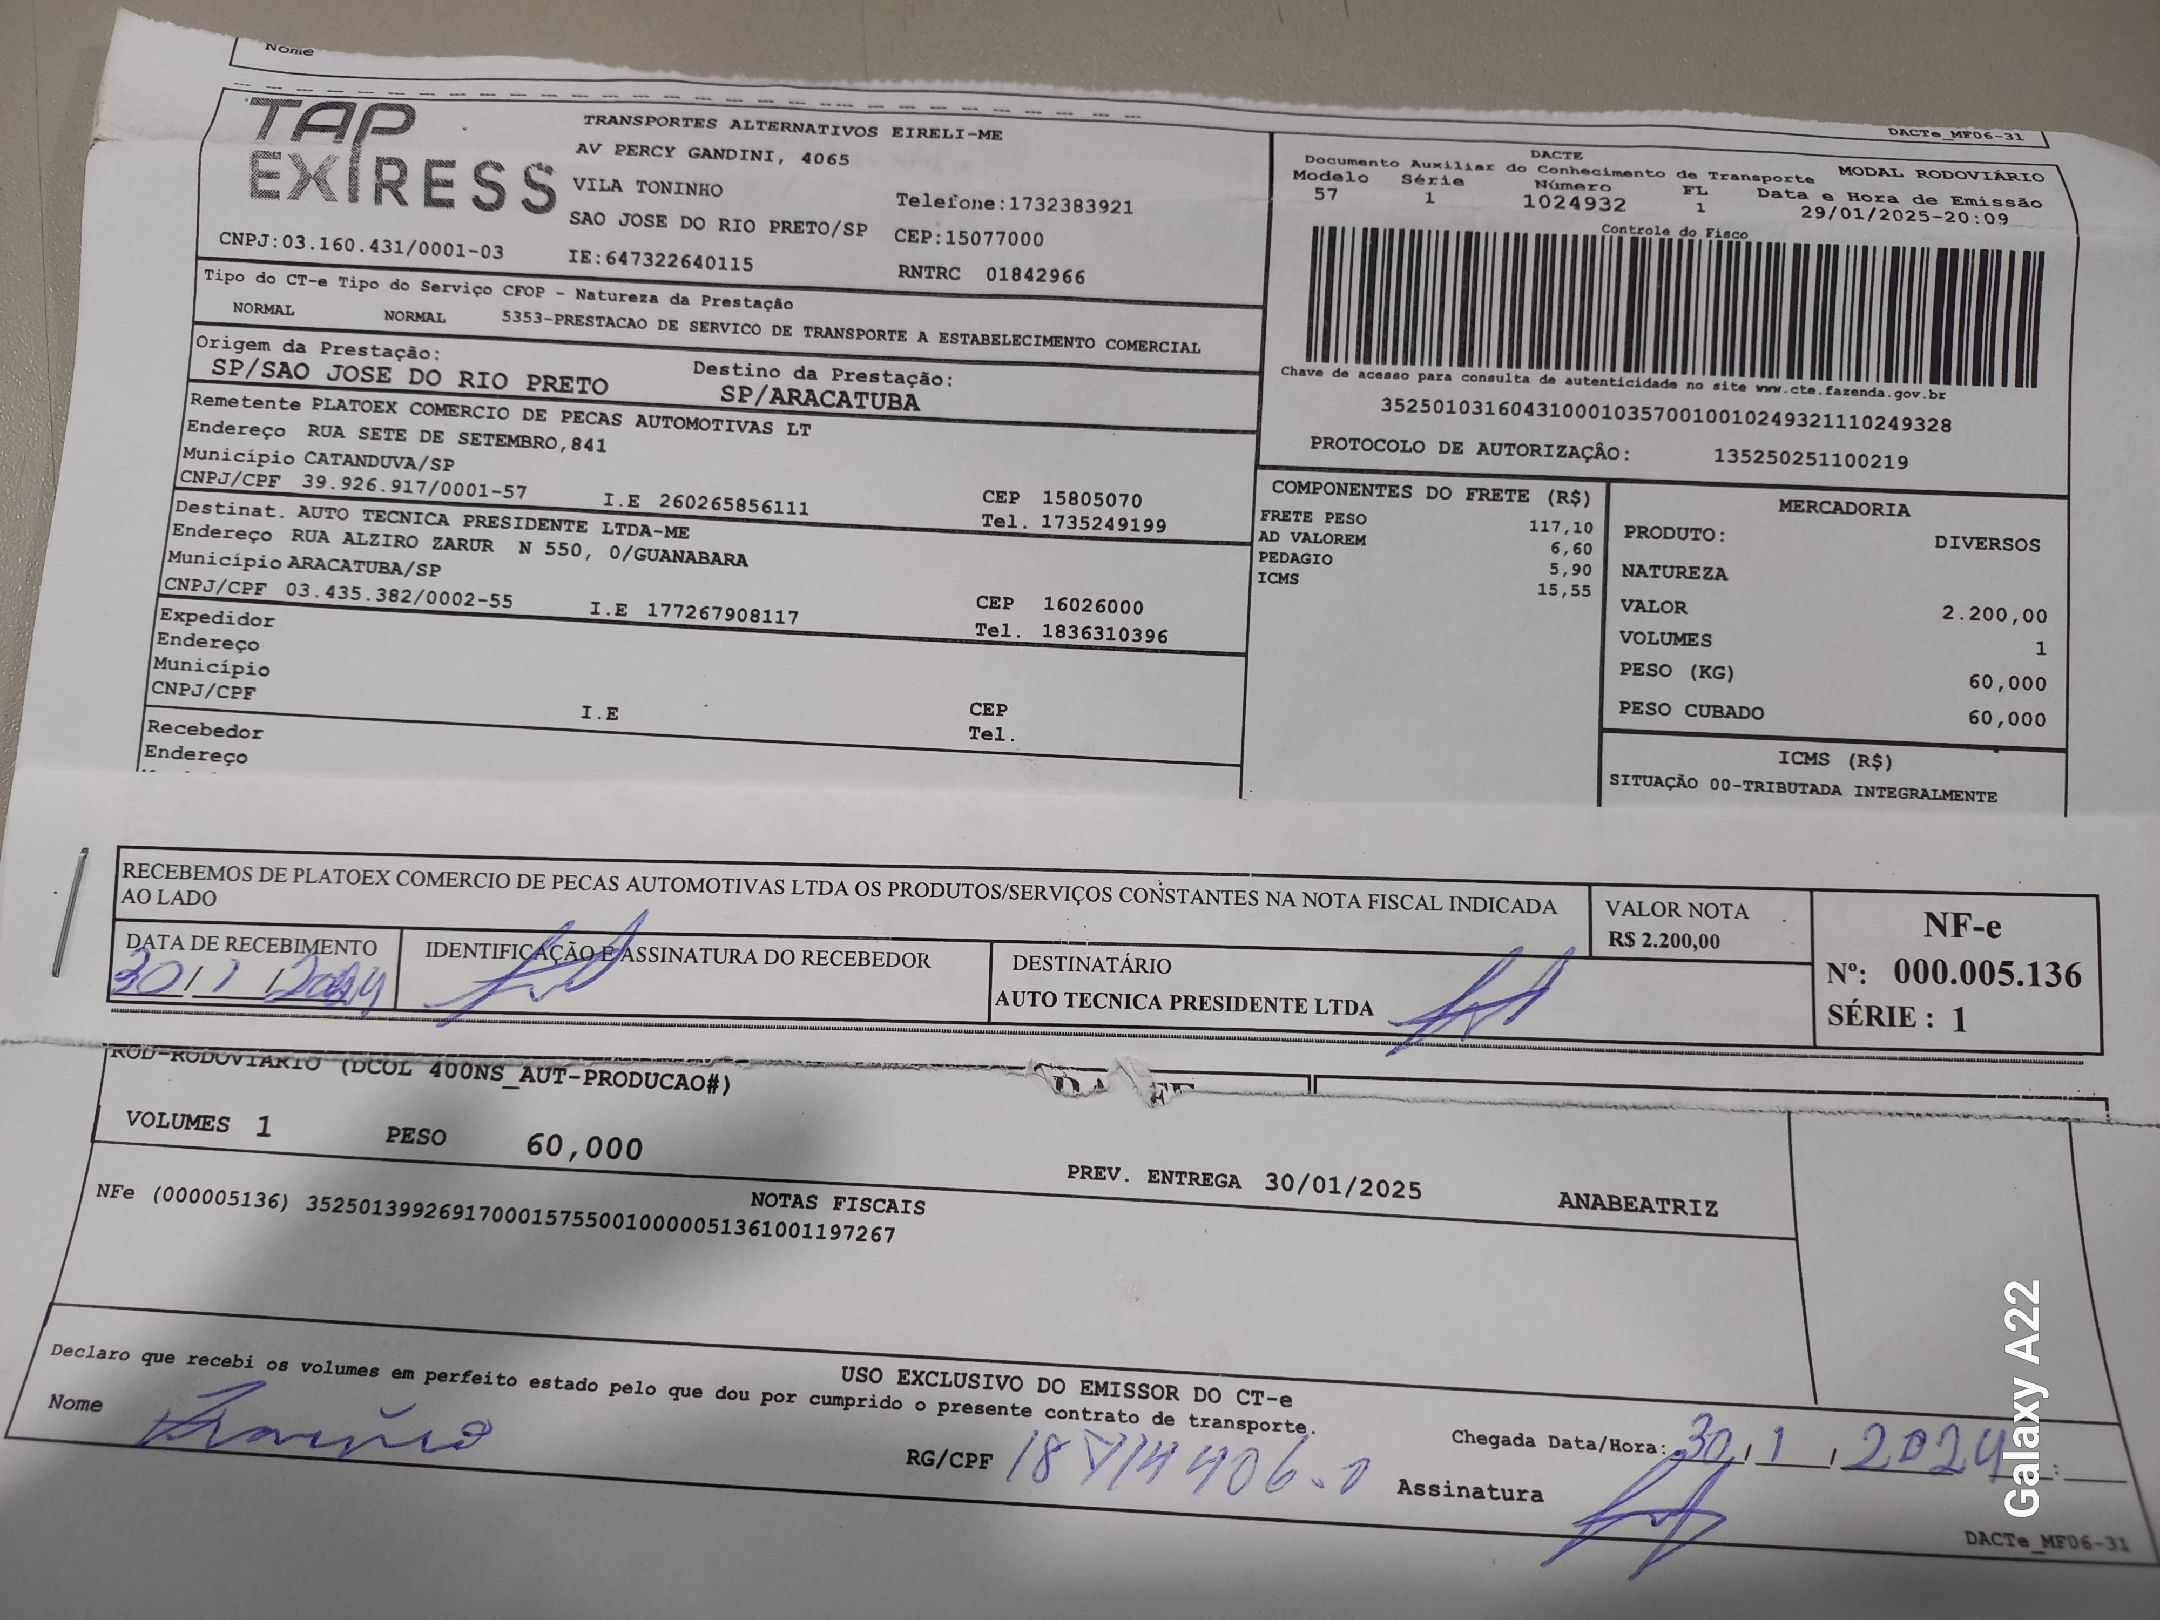 Nome
DACTe_MF06-31
TAP EXPRESS
TRANSPORTES ALTERNATIVOS EIRELI-ME
AV PERCY GANDINI, 4065
VILA TONINHO
Telefone:1732383921
SAO JOSE DO RIO PRETO/SP CEP:15077000
CNPJ:03.160.431/0001-03 IE:647322640115 RNTRC 01842966
DACTE
Documento Auxiliar do Conhecimento de Transporte MODAL RODOVIÁRIO
Modelo Série Número FL Data e Hora de Emissão
57 1 1024932 1 29/01/2025-20:09
Controle do Fisco
Chave de acesso para consulta de autenticidade no site www.cte.fazenda.gov.br
35250103160431000103570010010249321110249328
PROTOCOLO DE AUTORIZAÇÂO: 135250251100219
Tipo do CT-e Tipo do Serviço CFOP - Natureza da Prestação
NORMAL NORMAL 5353-PRESTACAO DE SERVICO DE TRANSPORTE A ESTABELECIMENTO COMERCIAL
Origem da Prestação: Destino da Prestação:
SP/SAO JOSE DO RIO PRETO SP/ARACATUBA
Remetente PLATOEX COMERCIO DE PECAS AUTOMOTIVAS LT
Endereço RUA SETE DE SETEMBRO,841
Município CATANDUVA/SP CEP 15805070
CNPJ/CPF 39.926.917/0001-57 I.E 260265856111 Tel. 1735249199
Destinat. AUTO TECNICA PRESIDENTE LTDA-ME
Endereço RUA ALZIRO ZARUR N 550, 0/GUANABARA
Município ARACATUBA/SP CEP 16026000
CNPJ/CPF 03.435.382/0002-55 I.E 177267908117 Tel. 1836310396
Expedidor
Endereço
Município CEP
CNPJ/CPF I.E Tel.
Recebedor
Endereço
COMPONENTES DO FRETE (R$)
FRETE PESO 117,10
AD VALOREM 6,60
PEDAGIO 5,90
ICMS 15,55
MERCADORIA
PRODUTO: DIVERSOS
NATUREZA
VALOR 2.200,00
VOLUMES 1
PESO (KG) 60,000
PESO CUBADO 60,000
ICMS (R$)
SITUAÇÃO 00-TRIBUTADA INTEGRALMENTE
RECEBEMOS DE PLATOEX COMERCIO DE PECAS AUTOMOTIVAS LTDA OS PRODUTOS/SERVIÇOS CONSTANTES NA NOTA FISCAL INDICADA
AO LADO
VALOR NOTA
R$ 2.200,00
NF-e
Nº: 000.005.136
SÉRIE : 1
DATA DE RECEBIMENTO
30/1/2024
IDENTIFICAÇÃO E ASSINATURA DO RECEBEDOR
DESTINATÁRIO
AUTO TECNICA PRESIDENTE LTDA
ROD-RODOVIÁRIO (DCOL 400NS_AUT-PRODUCAO#)
VOLUMES 1 PESO 60,000
PREV. ENTREGA 30/01/2025 ANABEATRIZ
NOTAS FISCAIS
NFe (000005136) 35250139926917000157550010000051361001197267
USO EXCLUSIVO DO EMISSOR DO CT-e
Declaro que recebi os volumes em perfeito estado pelo que dou por cumprido o presente contrato de transporte.
Nome
RG/CPF
Chegada Data/Hora: 30/1/2024 :
Assinatura
DACTe_MF06-31
Galaxy A22